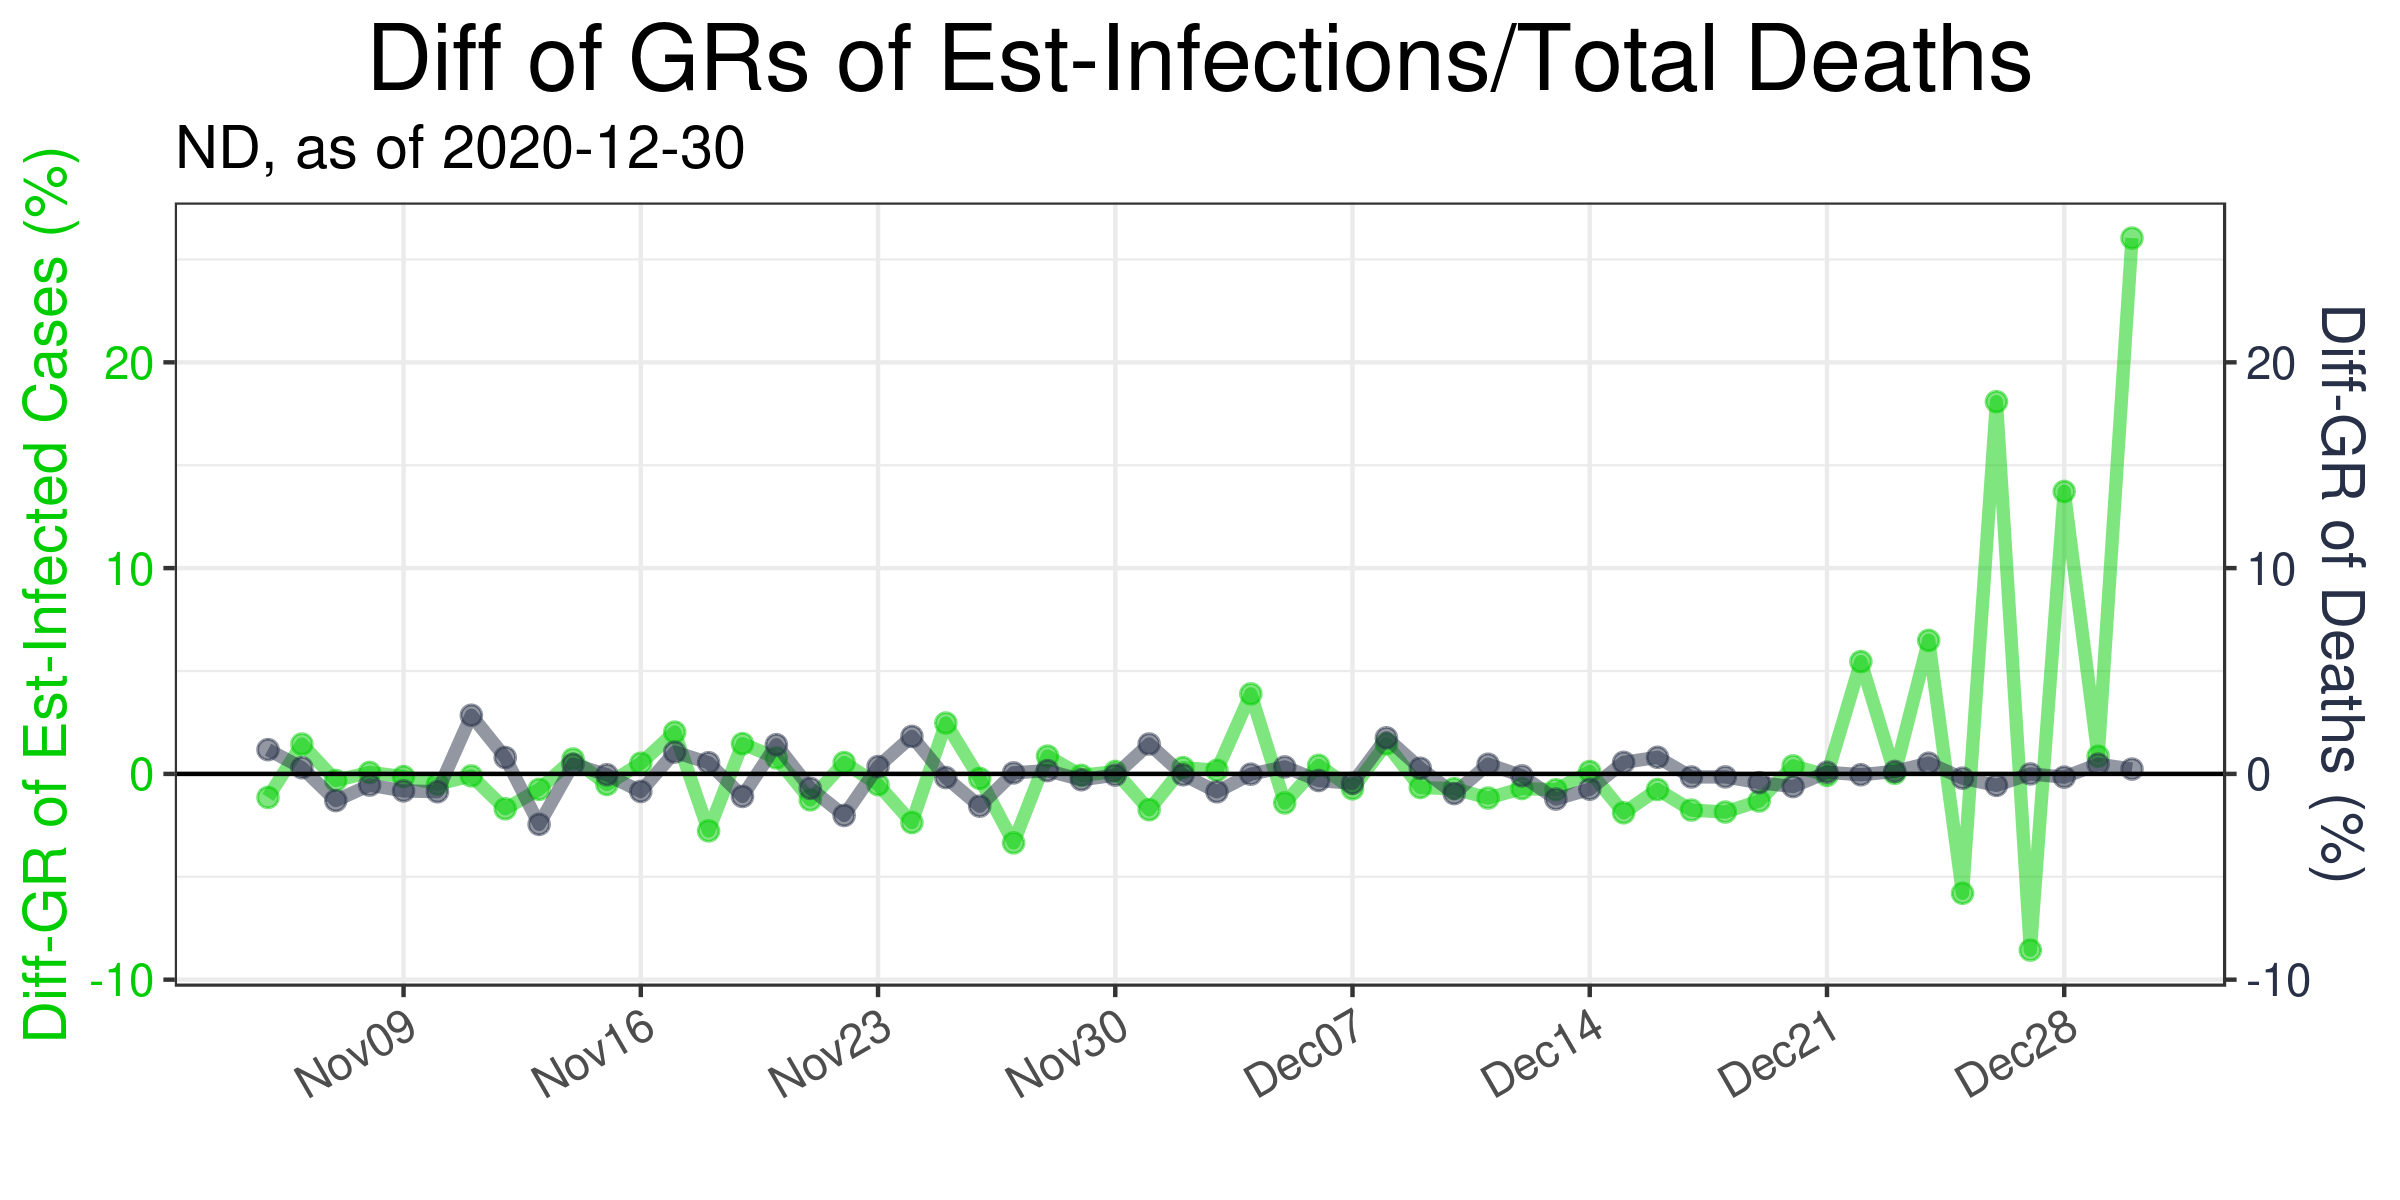 Diff of GRs of Est-Infections/Total Deaths
ND, as of 2020-12-30
Diff-GR of Est-Infected Cases (%)
20
10
0
-10
20
10
0
-10
Diff-GR of Deaths (%)
Nov09
Nov16
Nov23
Nov30
Dec07
Dec14
Dec21
Dec28